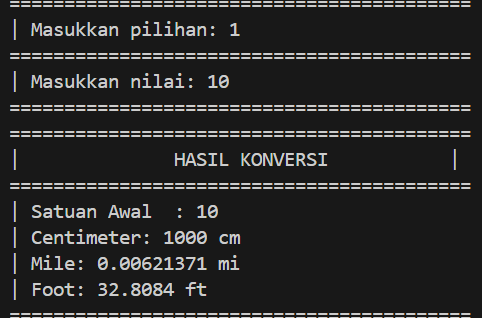 ==========================================
| Masukkan pilihan: 1
==========================================
| Masukkan nilai: 10
==========================================
==========================================
|              HASIL KONVERSI           |
==========================================
| Satuan Awal  : 10
| Centimeter: 1000 cm
| Mile: 0.00621371 mi
| Foot: 32.8084 ft
==========================================